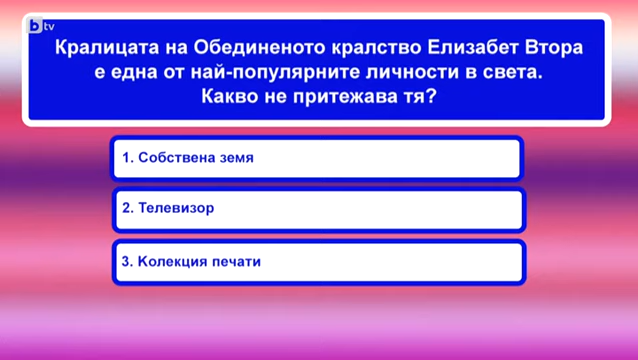 btv
Кралицата на Обединеното кралство Елизабет Втора
е една от най-популярните личности в света.
Какво не притежава тя?
1. Собствена земя
2. Телевизор
3. Колекция печати